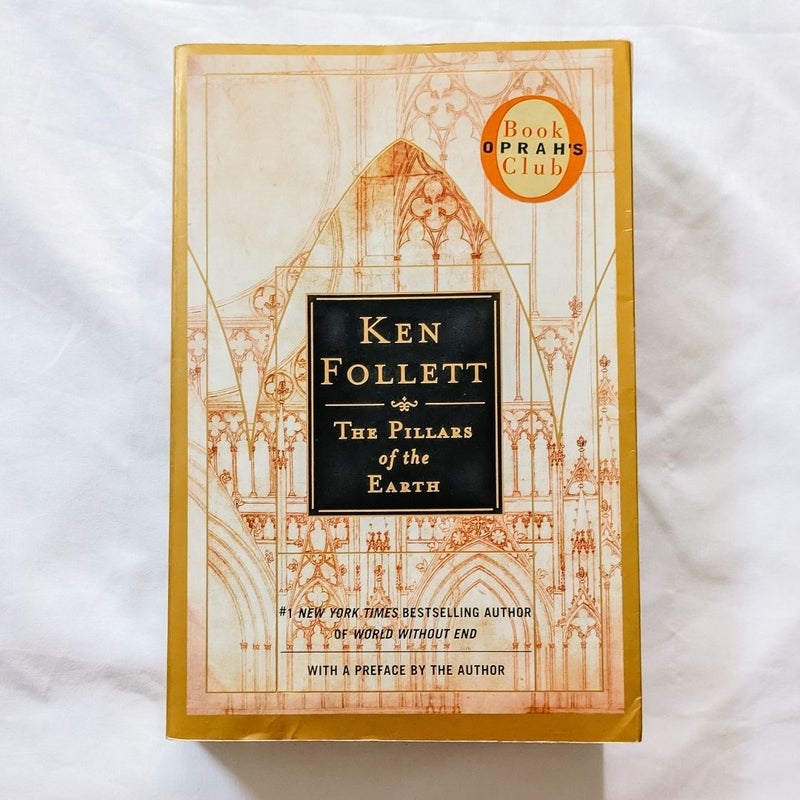 Book
OPRAH'S
Club
KEN
FOLLETT
THE PILLARS
of the
EARTH
#1 NEW YORK TIMES BESTSELLING AUTHOR
OF WORLD WITHOUT END
WITH A PREFACE BY THE AUTHOR